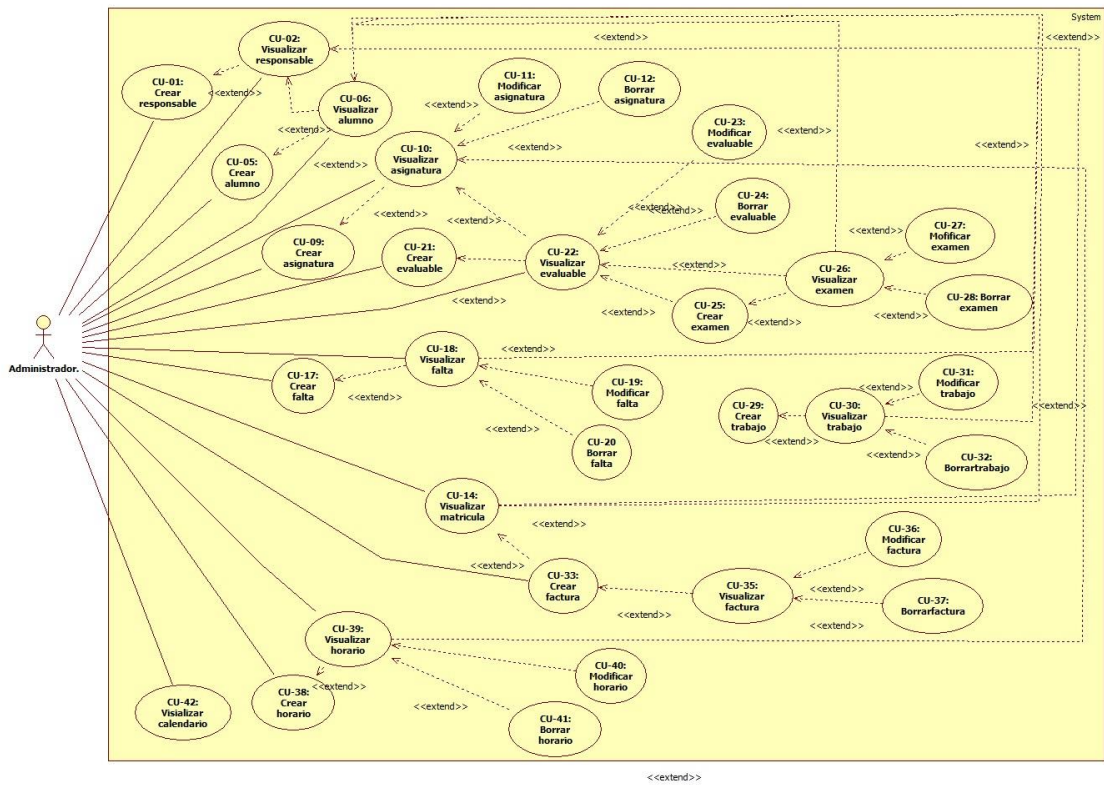 System
CU-02:
Visualizar
responsable
<<extend>>
<<extend>>
CU-01:
Crear
responsable
<<extend>>
CU-06:
Visualizar
alumno
CU-11:
Modificar
asignatura
CU-12:
Borrar
asignatura
<<extend>>
<<extend>>
CU-23:
Modificar
evaluable
<<extend>>
CU-05:
Crear
alumno
<<extend>>
CU-10:
Visualizar
asignatura
<<extend>>
CU-24:
Borrar
evaluable
<<extend>>
<<extend>>
CU-09:
Crear
asignatura
<<extend>>
CU-21:
Crear
evaluable
CU-22:
Visualizar
evaluable
<<extend>>
CU-27:
Mofificar
examen
<<extend>>
CU-26:
Visualizar
examen
<<extend>>
CU-28: Borrar
examen
<<extend>>
CU-25:
Crear
examen
<<extend>>
<<extend>>
<<extend>>
Administrador.
CU-18:
Visualizar
falta
<<extend>>
CU-17:
Crear
falta
<<extend>>
CU-19:
Modificar
falta
<<extend>>
CU-31:
Modificar
trabajo
<<extend>>
CU-29:
Crear
trabajo
CU-30:
Visualizar
trabajo
<<extend>>
<<extend>>
<<extend>>
CU-20
Borrar
falta
<<extend>>
CU-32:
Borrartrabajo
CU-14:
Visualizar
matricula
<<extend>>
CU-36:
Modificar
factura
<<extend>>
CU-33:
Crear
factura
CU-35:
Visualizar
factura
<<extend>>
CU-37:
Borrarfactura
<<extend>>
<<extend>>
CU-39:
Visualizar
horario
CU-40:
Modificar
horario
<<extend>>
CU-38:
Crear
horario
<<extend>>
CU-42:
Visializar
calendario
CU-41:
Borrar
horario
<<extend>>